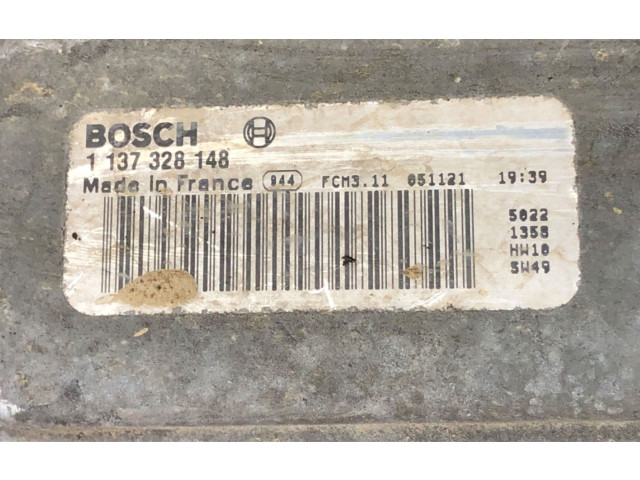 BOSCH
1 137 328 148
Made in France 944 FCM3.11 051121 19:39
5022
1358
HW10
SW49